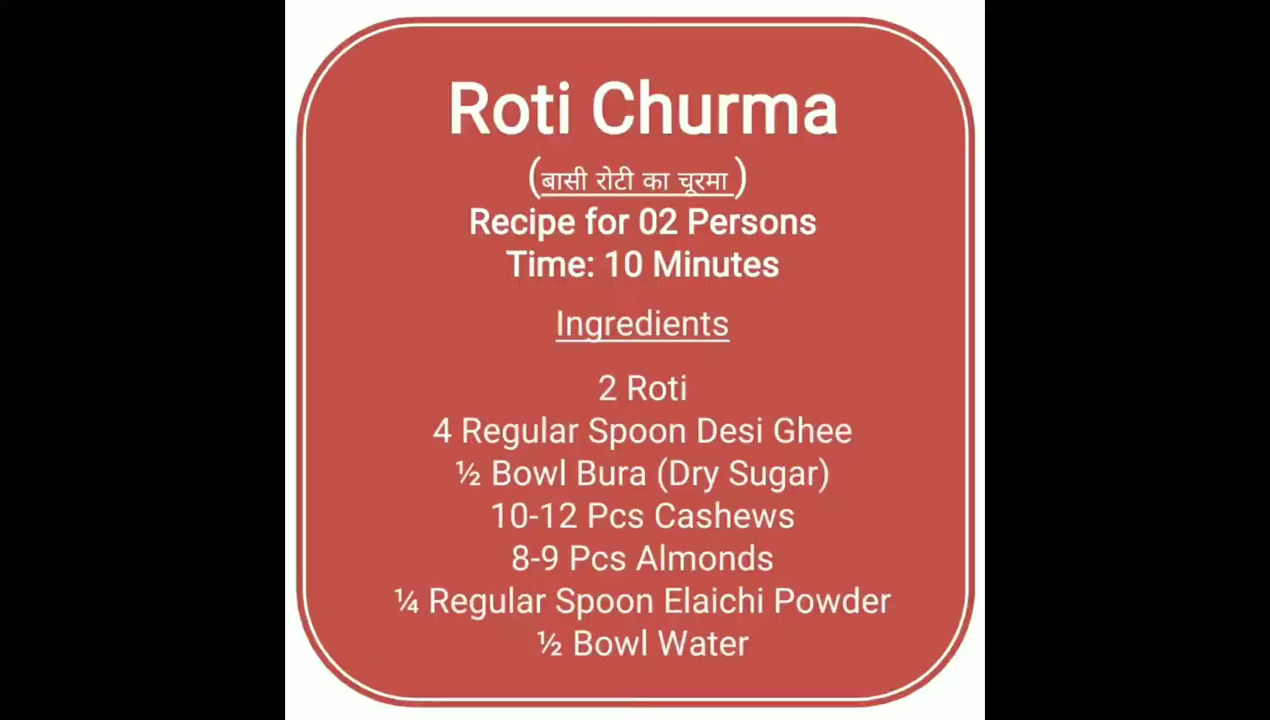 Roti Churma
(बासी रोटी का चूरमा )
Recipe for 02 Persons
Time: 10 Minutes
Ingredients
2 Roti
4 Regular Spoon Desi Ghee
½ Bowl Bura (Dry Sugar)
10-12 Pcs Cashews
8-9 Pcs Almonds
¼ Regular Spoon Elaichi Powder
½ Bowl Water